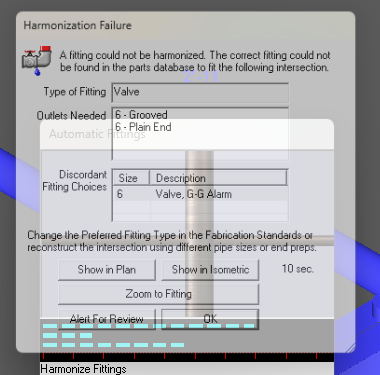 Harmonization Failure
A fitting could not be harmonized. The correct fitting could not
be found in the parts database to fit the following intersection.
Type of Fitting
Valve
Outlets Needed
6 - Grooved
6 - Plain End
Automatic Fittings
Discordant
Fitting Choices
Size
Description
6
Valve, G-G Alarm
Change the Preferred Fitting Type in the Fabrication Standards or
reconstruct the intersection using different pipe sizes or end preps.
Show in Plan
Show in Isometric
10 sec.
Zoom to Fitting
Alert For Review
OK
Harmonize Fittings